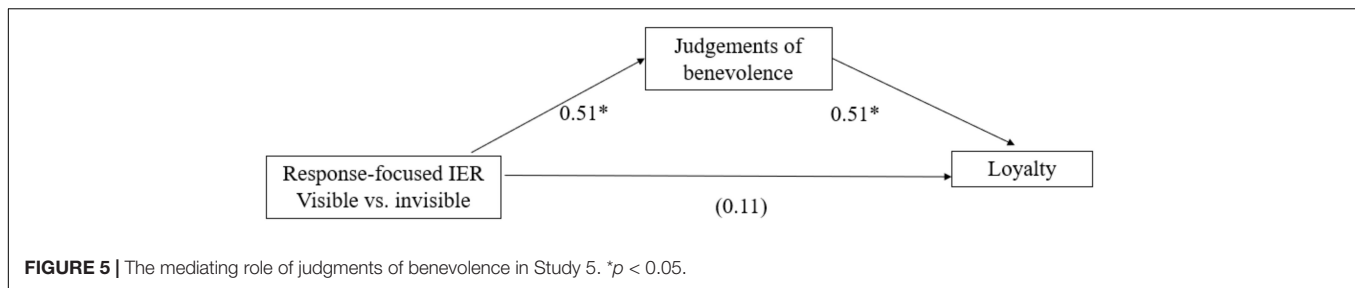 Judgements of
benevolence
0.51*
0.51*
Response-focused IER
Visible vs. invisible
Loyalty
(0.11)
FIGURE 5 | The mediating role of judgments of benevolence in Study 5. *p < 0.05.